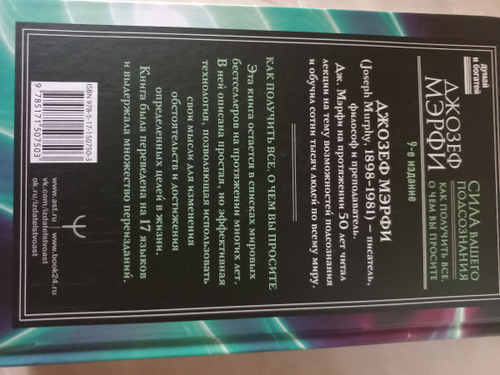 думай
и богатей
ДЖОЗЕФ
МЭРФИ
СИЛА ВАШЕГО
ПОДСОЗНАНИЯ
КАК ПОЛУЧИТЬ ВСЕ,
О ЧЕМ ВЫ ПРОСИТЕ
9-е издание
ДЖОЗЕФ МЭРФИ
(Joseph Murphy, 1898–1981) — писатель,
философ и преподаватель.
Дж. Мэрфи на протяжении 50 лет читал
лекции на тему возможностей подсознания
и обучил сотни тысяч людей по всему миру.
КАК ПОЛУЧИТЬ ВСЕ, О ЧЕМ ВЫ ПРОСИТЕ
Эта книга остается в списках мировых
бестселлеров на протяжении многих лет.
В ней описана простая, но эффективная
технология, позволяющая использовать
свои мысли для изменения
обстоятельств и достижения
определенных целей в жизни.
Книга была переведена на 17 языков
и выдержала множество переизданий.
ISBN 978-5-17-150750-3
9 785171 507503
www.ast.ru www.book24.ru
vk.com/izdatelstvoast
ok.ru/izdatelstvoast